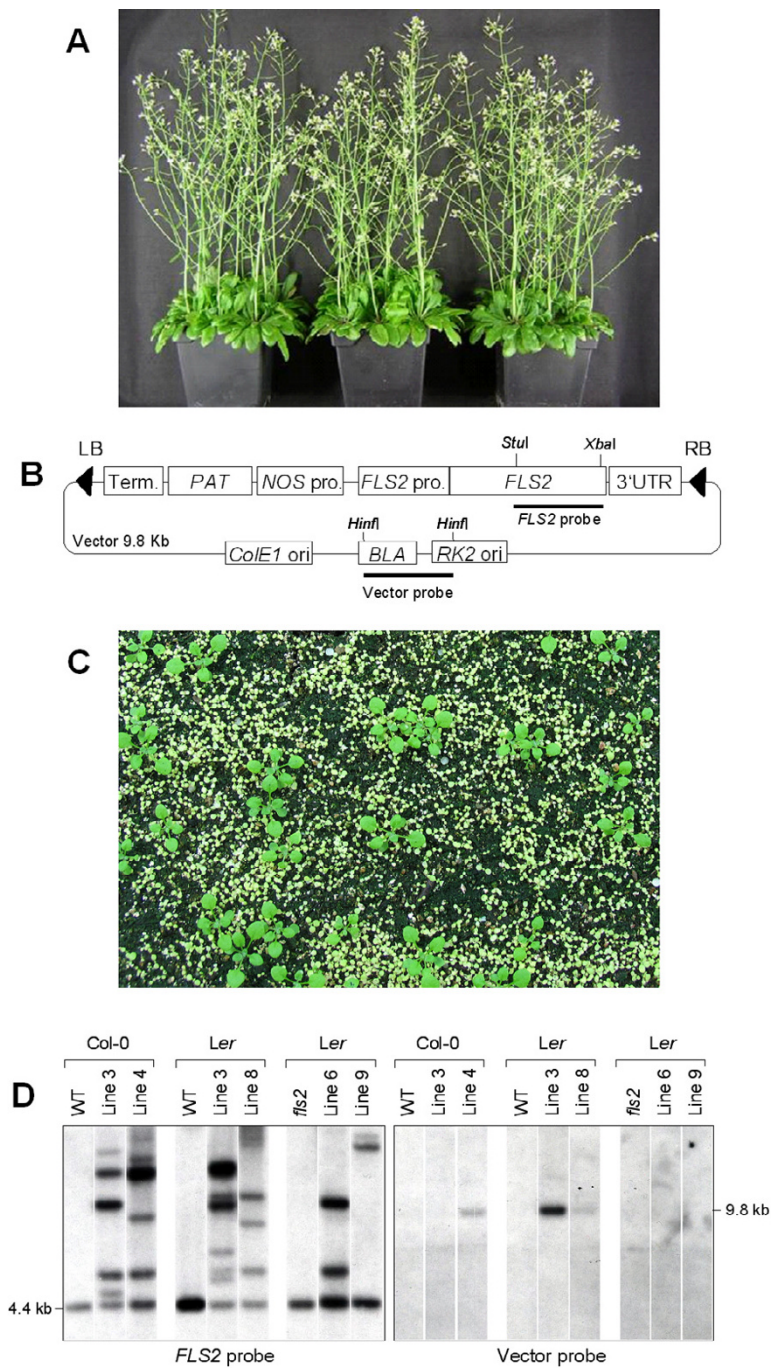 A
B
LB
StuI
XbaI
RB
Term.
PAT
NOS pro.
FLS2 pro.
FLS2
3'UTR
FLS2 probe
Vector 9.8 Kb
HinfI
HinfI
ColE1 ori
BLA
RK2 ori
Vector probe
C
D
Col-0
Ler
Ler
Col-0
Ler
Ler
WT
Line 3
Line 4
WT
Line 3
Line 8
fls2
Line 6
Line 9
WT
Line 3
Line 4
WT
Line 3
Line 8
fls2
Line 6
Line 9
9.8 kb
4.4 kb
FLS2 probe
Vector probe